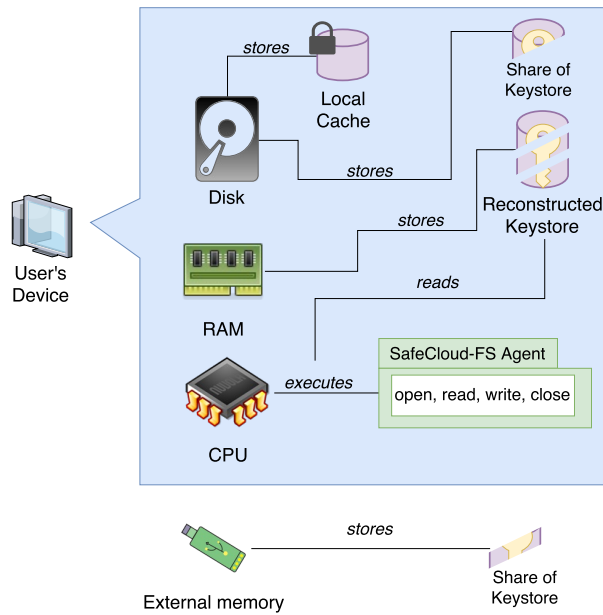 stores
Local
Cache
Share of
Keystore
Disk
stores
Reconstructed
Keystore
stores
User's
Device
RAM
reads
SafeCloud-FS Agent
executes
open, read, write, close
CPU
stores
External memory
Share of
Keystore